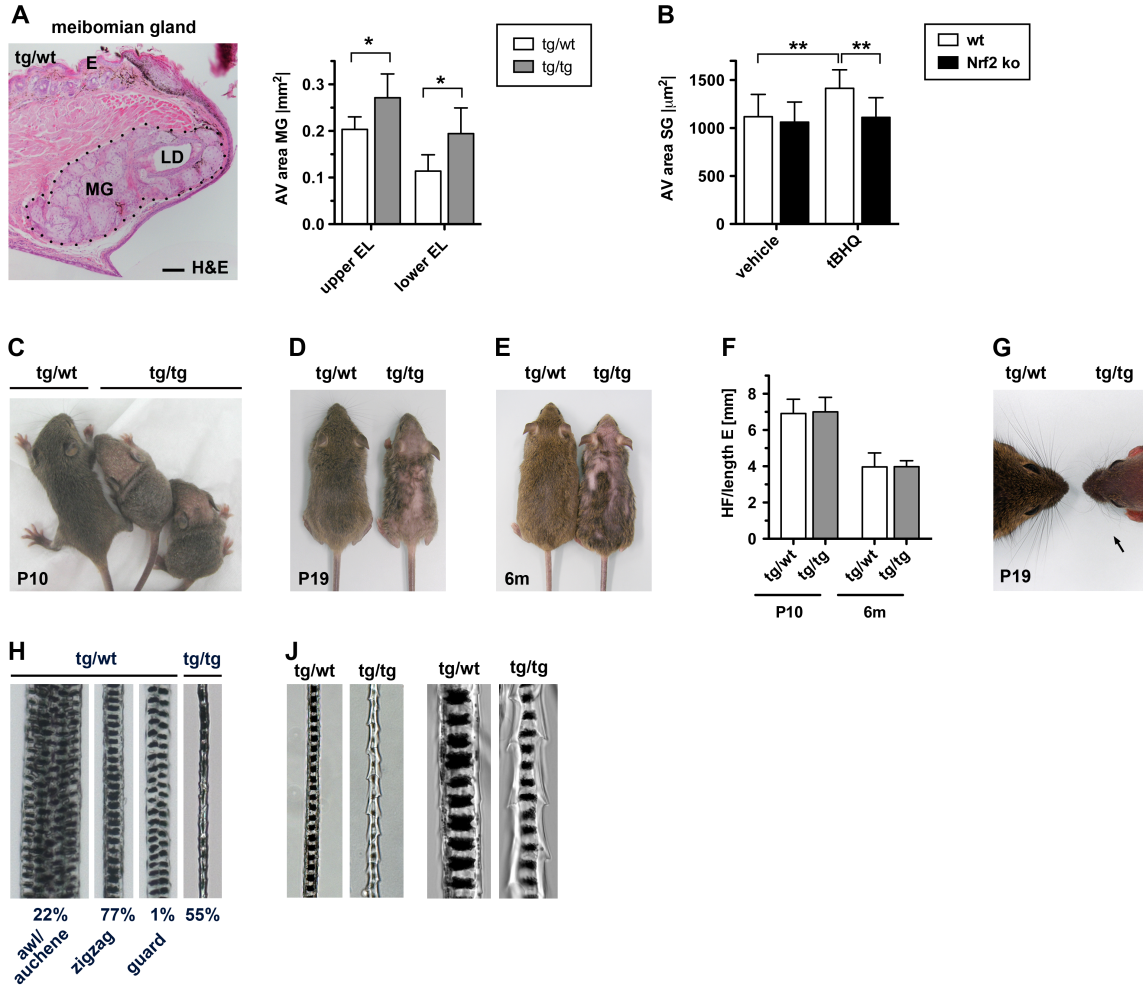 A
meibomian gland
tg/wt
E
LD
MG
H&E
AV area MG |mm²|
0.3
0.2
0.1
0.0
*
*
upper EL
lower EL
tg/wt
tg/tg
B
AV area SG |µm²|
1500
1000
500
0
**
**
vehicle
tBHQ
wt
Nrf2 ko
C
tg/wt
tg/tg
P10
D
tg/wt
tg/tg
P19
E
tg/wt
tg/tg
6m
F
HF/length E [mm]
8
6
4
2
0
tg/wt
tg/tg
tg/wt
tg/tg
P10
6m
G
tg/wt
tg/tg
P19
H
tg/wt
tg/tg
22%
77%
1%
55%
awl/
auchene
zigzag
guard
J
tg/wt
tg/tg
tg/wt
tg/tg